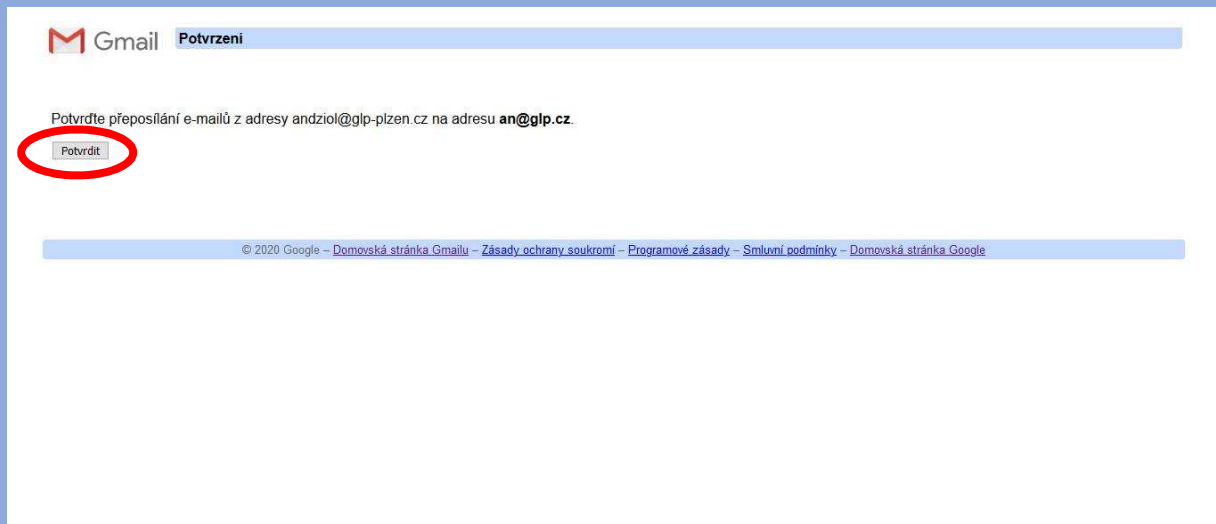 Gmail Potvrzení
Potvrďte přeposílání e-mailů z adresy andziol@glp-plzen.cz na adresu an@glp.cz.
Potvrdit
© 2020 Google – Domovská stránka Gmailu – Zásady ochrany soukromí – Programové zásady – Smluvní podmínky – Domovská stránka Google